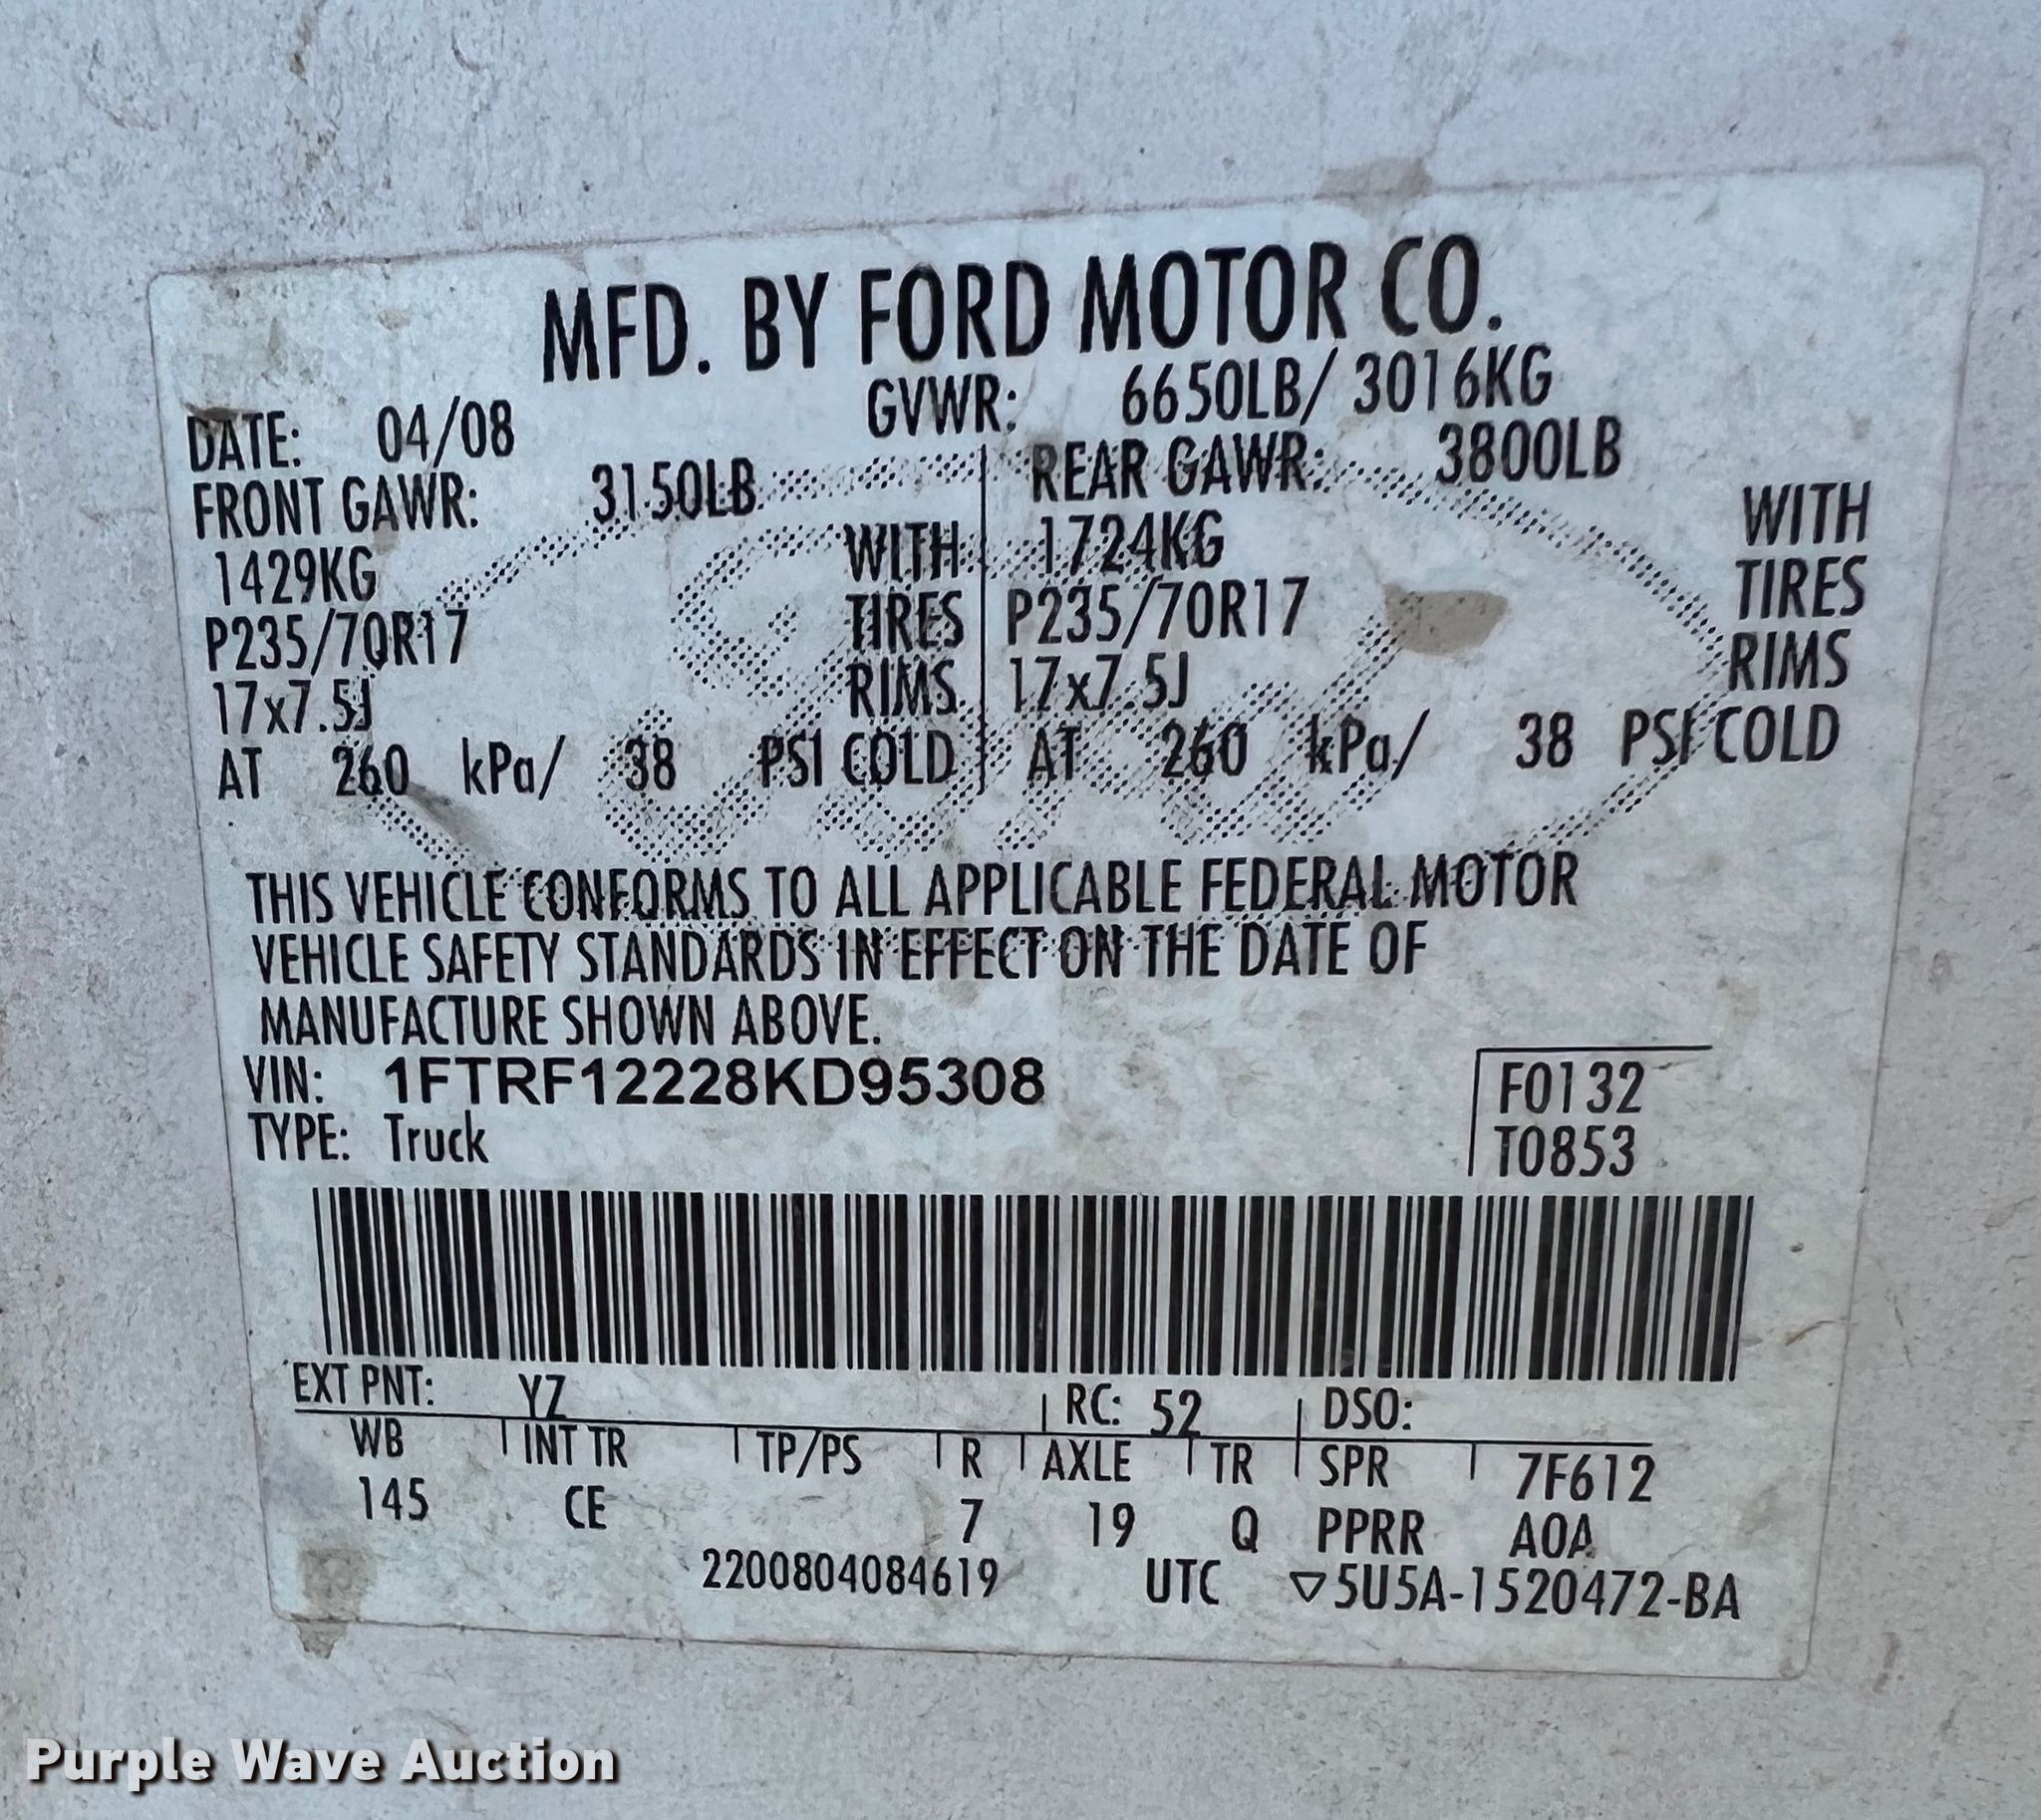 MFD. BY FORD MOTOR CO.
DATE: 04/08 GVWR: 6650LB/ 3016KG
FRONT GAWR: 3150LB REAR GAWR: 3800LB
1429KG WITH 1724KG WITH
P235/70R17 TIRES P235/70R17 TIRES
17x7.5J RIMS 17x7.5J RIMS
AT 260 kPa/ 38 PSI COLD AT 260 kPa/ 38 PSI COLD
THIS VEHICLE CONFORMS TO ALL APPLICABLE FEDERAL MOTOR
VEHICLE SAFETY STANDARDS IN EFFECT ON THE DATE OF
MANUFACTURE SHOWN ABOVE.
VIN: 1FTRF12228KD95308 F0132
TYPE: Truck T0853
EXT PNT: YZ RC: 52 DSO:
WB INT TR TP/PS R AXLE TR SPR 7F612
145 CE 7 19 Q PPRR AOA
2200804084619 UTC ▽5U5A-1520472-BA
Purple Wave Auction